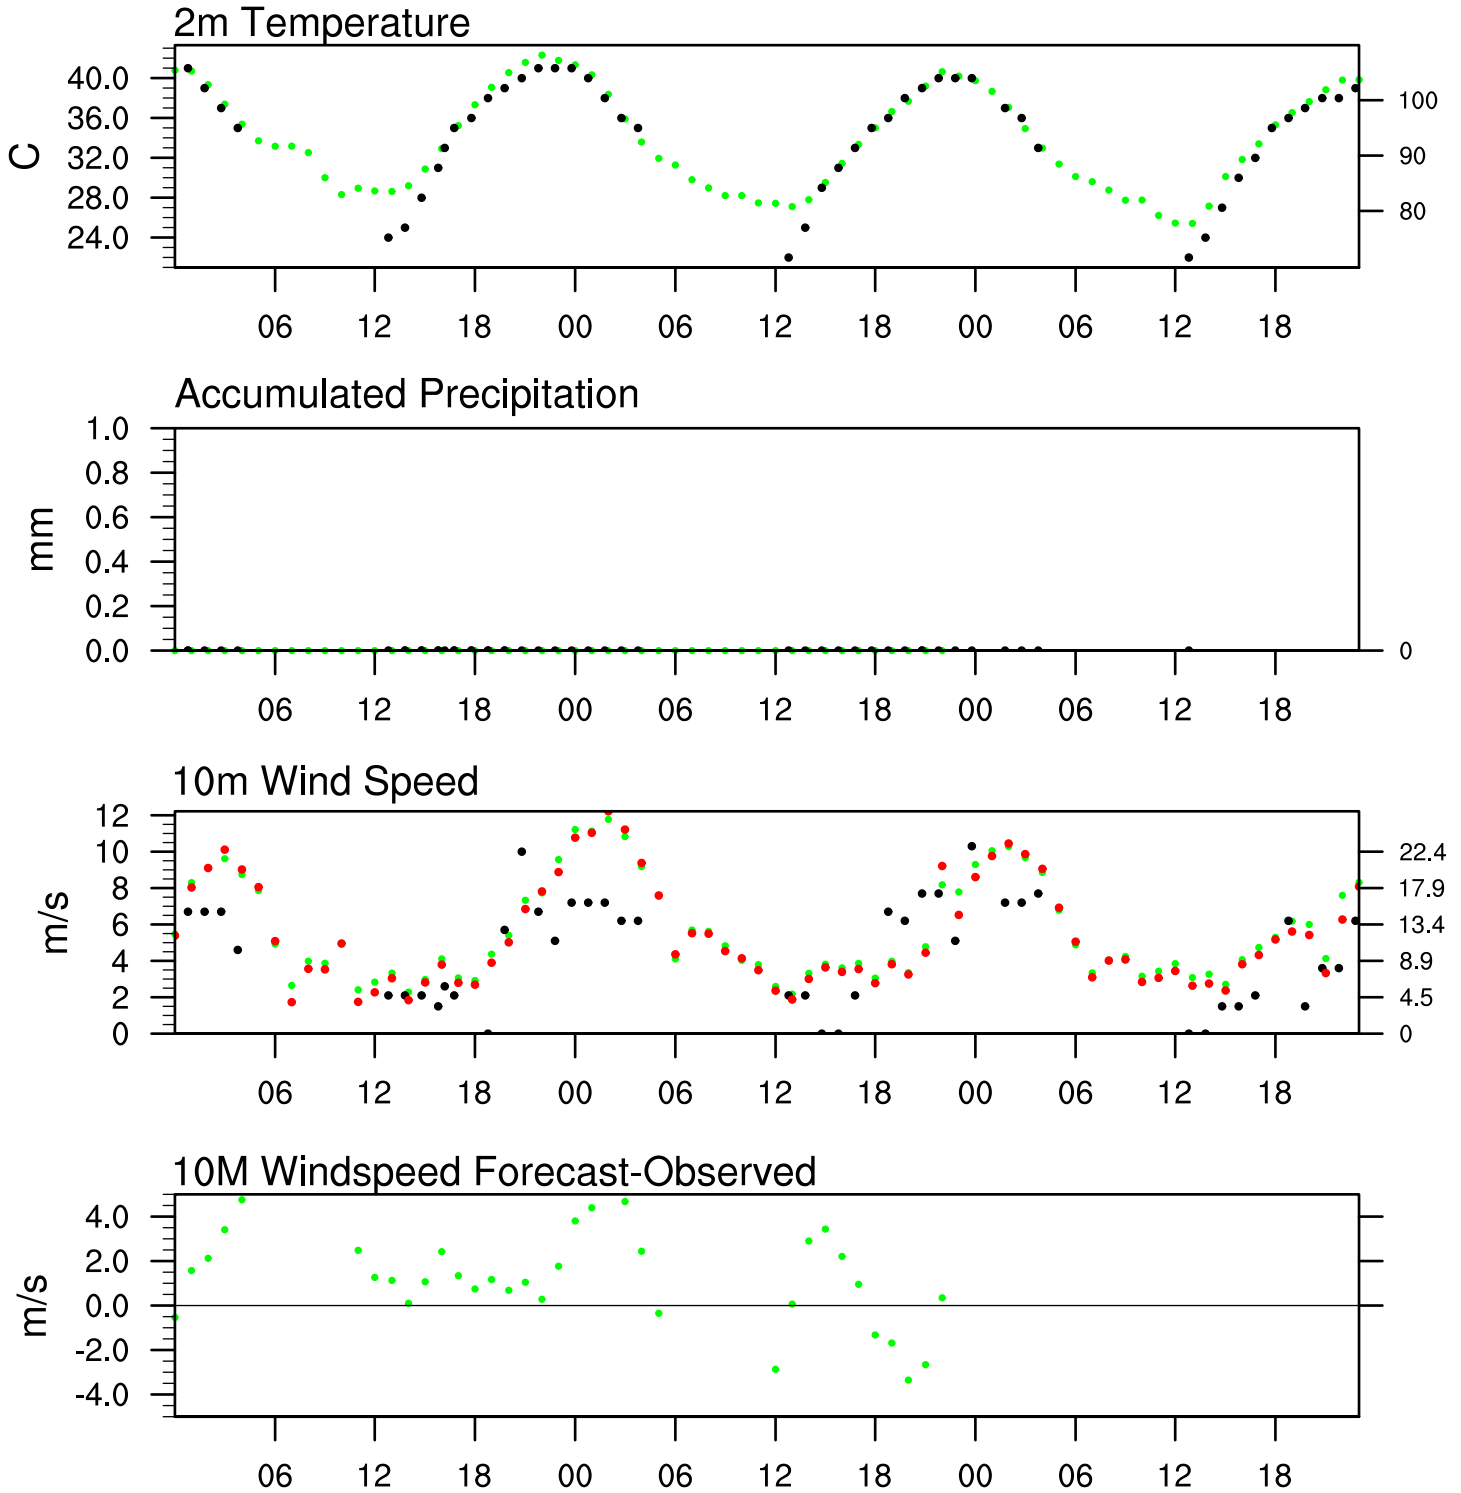 2m Temperature
40.0
36.0
32.0
28.0
24.0
C
100
90
80
06 12 18 00 06 12 18 00 06 12 18
Accumulated Precipitation
1.0
0.8
0.6
0.4
0.2
0.0
mm
0
06 12 18 00 06 12 18 00 06 12 18
10m Wind Speed
12
10
8
6
4
2
0
m/s
22.4
17.9
13.4
8.9
4.5
0
06 12 18 00 06 12 18 00 06 12 18
10M Windspeed Forecast-Observed
4.0
2.0
0.0
-2.0
-4.0
m/s
06 12 18 00 06 12 18 00 06 12 18